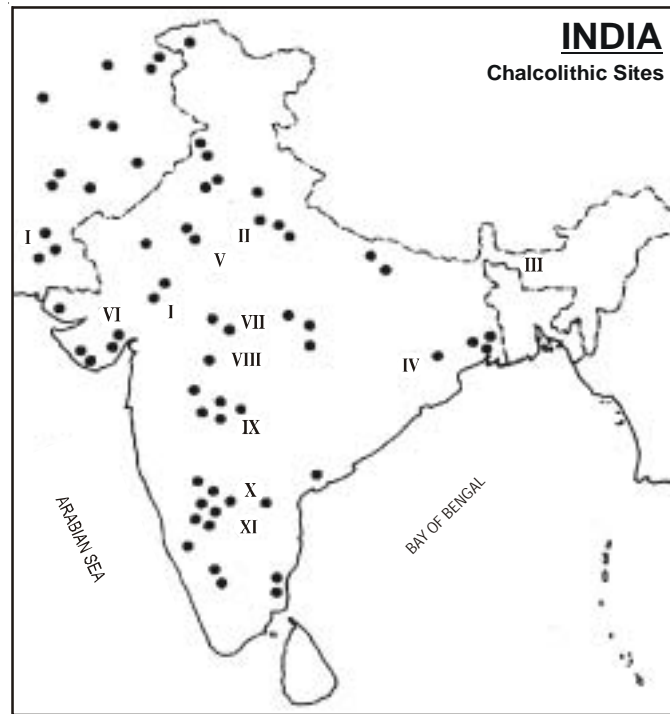 INDIA
Chalcolithic Sites
I
II
V
III
VI
I
VII
VIII
IV
IX
X
XI
ARABIAN SEA
BAY OF BENGAL